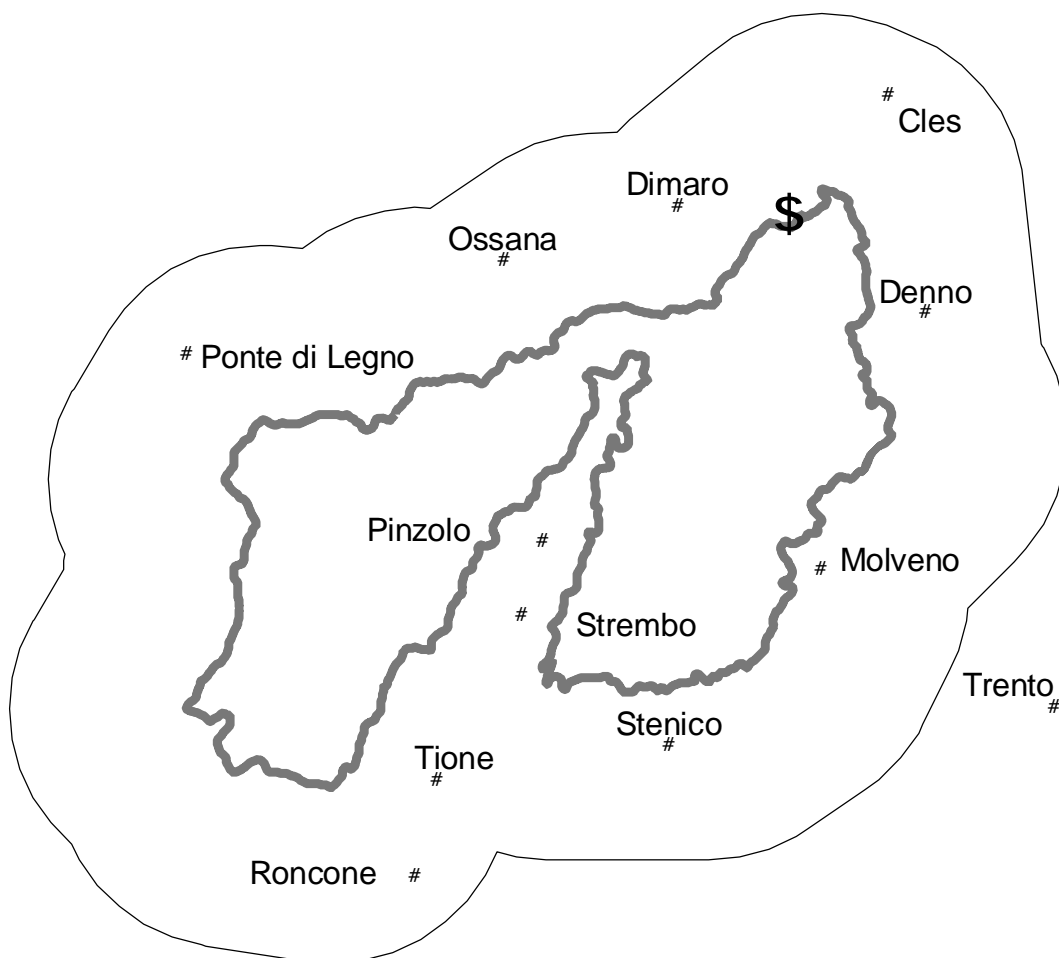 #
Cles
Dimaro
#
$
Ossana
#
Denno
#
# Ponte di Legno
Pinzolo
#
# Molveno
#
Strembo
Trento
#
Stenico
#
Tione
#
Roncone #